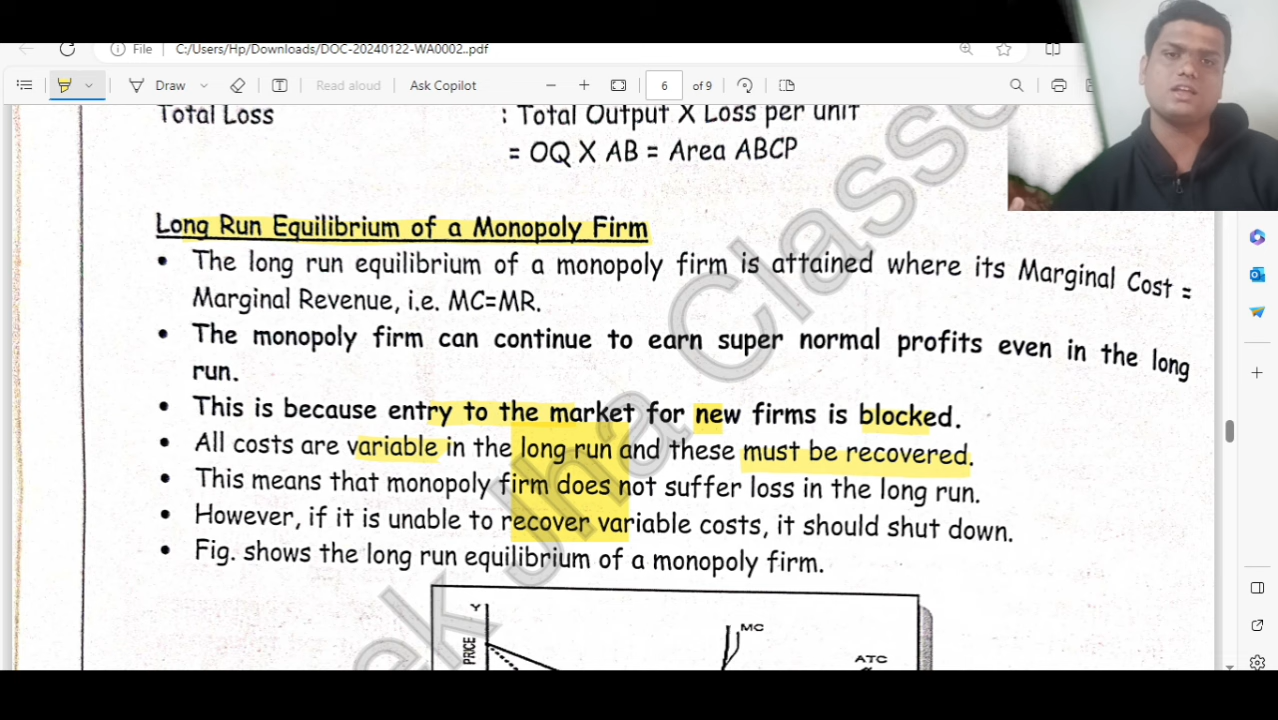 File C:/Users/Hp/Downloads/DOC-20240122-WA0002..pdf
Draw Read aloud Ask Copilot 6 of 9
Total Loss : Total Output X Loss per unit
= OQ X AB = Area ABCP
Long Run Equilibrium of a Monopoly Firm
• The long run equilibrium of a monopoly firm is attained where its Marginal Cost =
Marginal Revenue, i.e. MC=MR.
• The monopoly firm can continue to earn super normal profits even in the long
run.
• This is because entry to the market for new firms is blocked.
• All costs are variable in the long run and these must be recovered.
• This means that monopoly firm does not suffer loss in the long run.
• However, if it is unable to recover variable costs, it should shut down.
• Fig. shows the long run equilibrium of a monopoly firm.
Y
MC
PRICE
ATC
Jha Classe